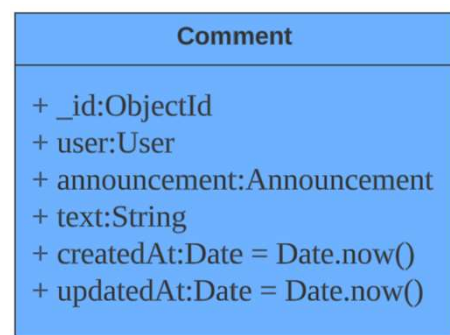 Comment
+ _id:ObjectId
+ user:User
+ announcement:Announcement
+ text:String
+ createdAt:Date = Date.now()
+ updatedAt:Date = Date.now()